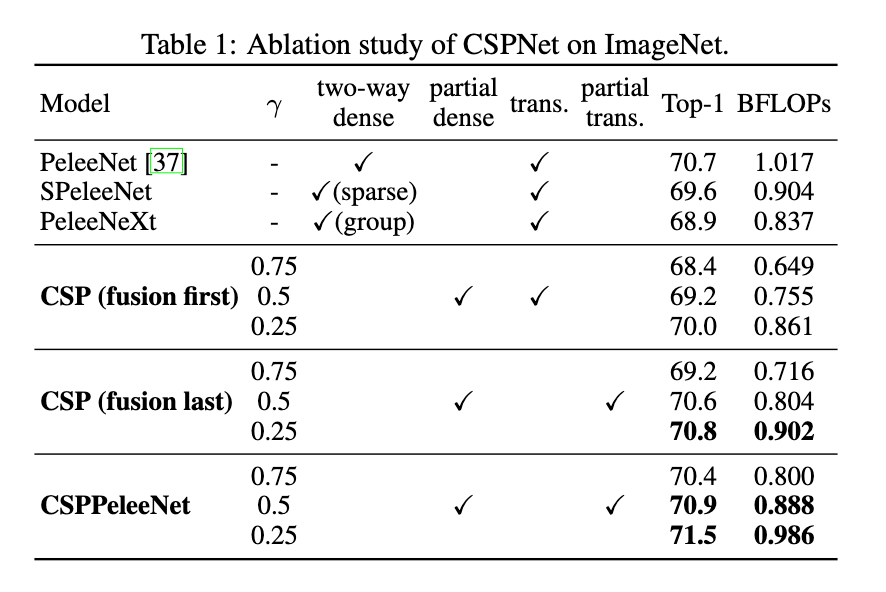 Table 1: Ablation study of CSPNet on ImageNet.
Model γ two-way dense partial dense trans. partial trans. Top-1 BFLOPs
PeleeNet [37] - ✓ ✓ 70.7 1.017
SPeleeNet - ✓(sparse) ✓ 69.6 0.904
PeleeNeXt - ✓(group) ✓ 68.9 0.837
0.75 68.4 0.649
CSP (fusion first) 0.5 ✓ ✓ 69.2 0.755
0.25 70.0 0.861
0.75 69.2 0.716
CSP (fusion last) 0.5 ✓ ✓ 70.6 0.804
0.25 70.8 0.902
0.75 70.4 0.800
CSPPeleeNet 0.5 ✓ ✓ 70.9 0.888
0.25 71.5 0.986